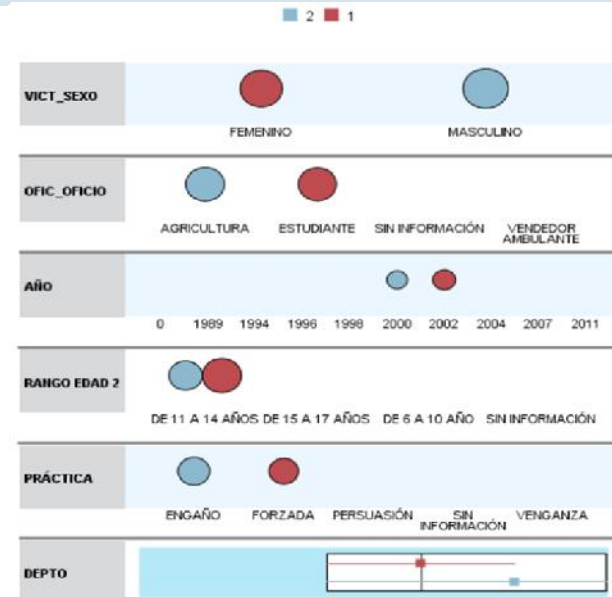 2 1
VICT_SEXO
FEMENINO MASCULINO
OFIC_OFICIO
AGRICULTURA ESTUDIANTE SIN INFORMACIÓN VENDEDOR AMBULANTE
AÑO
0 1989 1994 1996 1998 2000 2002 2004 2007 2011
RANGO EDAD 2
DE 11 A 14 AÑOS DE 15 A 17 AÑOS DE 6 A 10 AÑO SIN INFORMACIÓN
PRÁCTICA
ENGAÑO FORZADA PERSUASIÓN SIN INFORMACIÓN VENGANZA
DEPTO